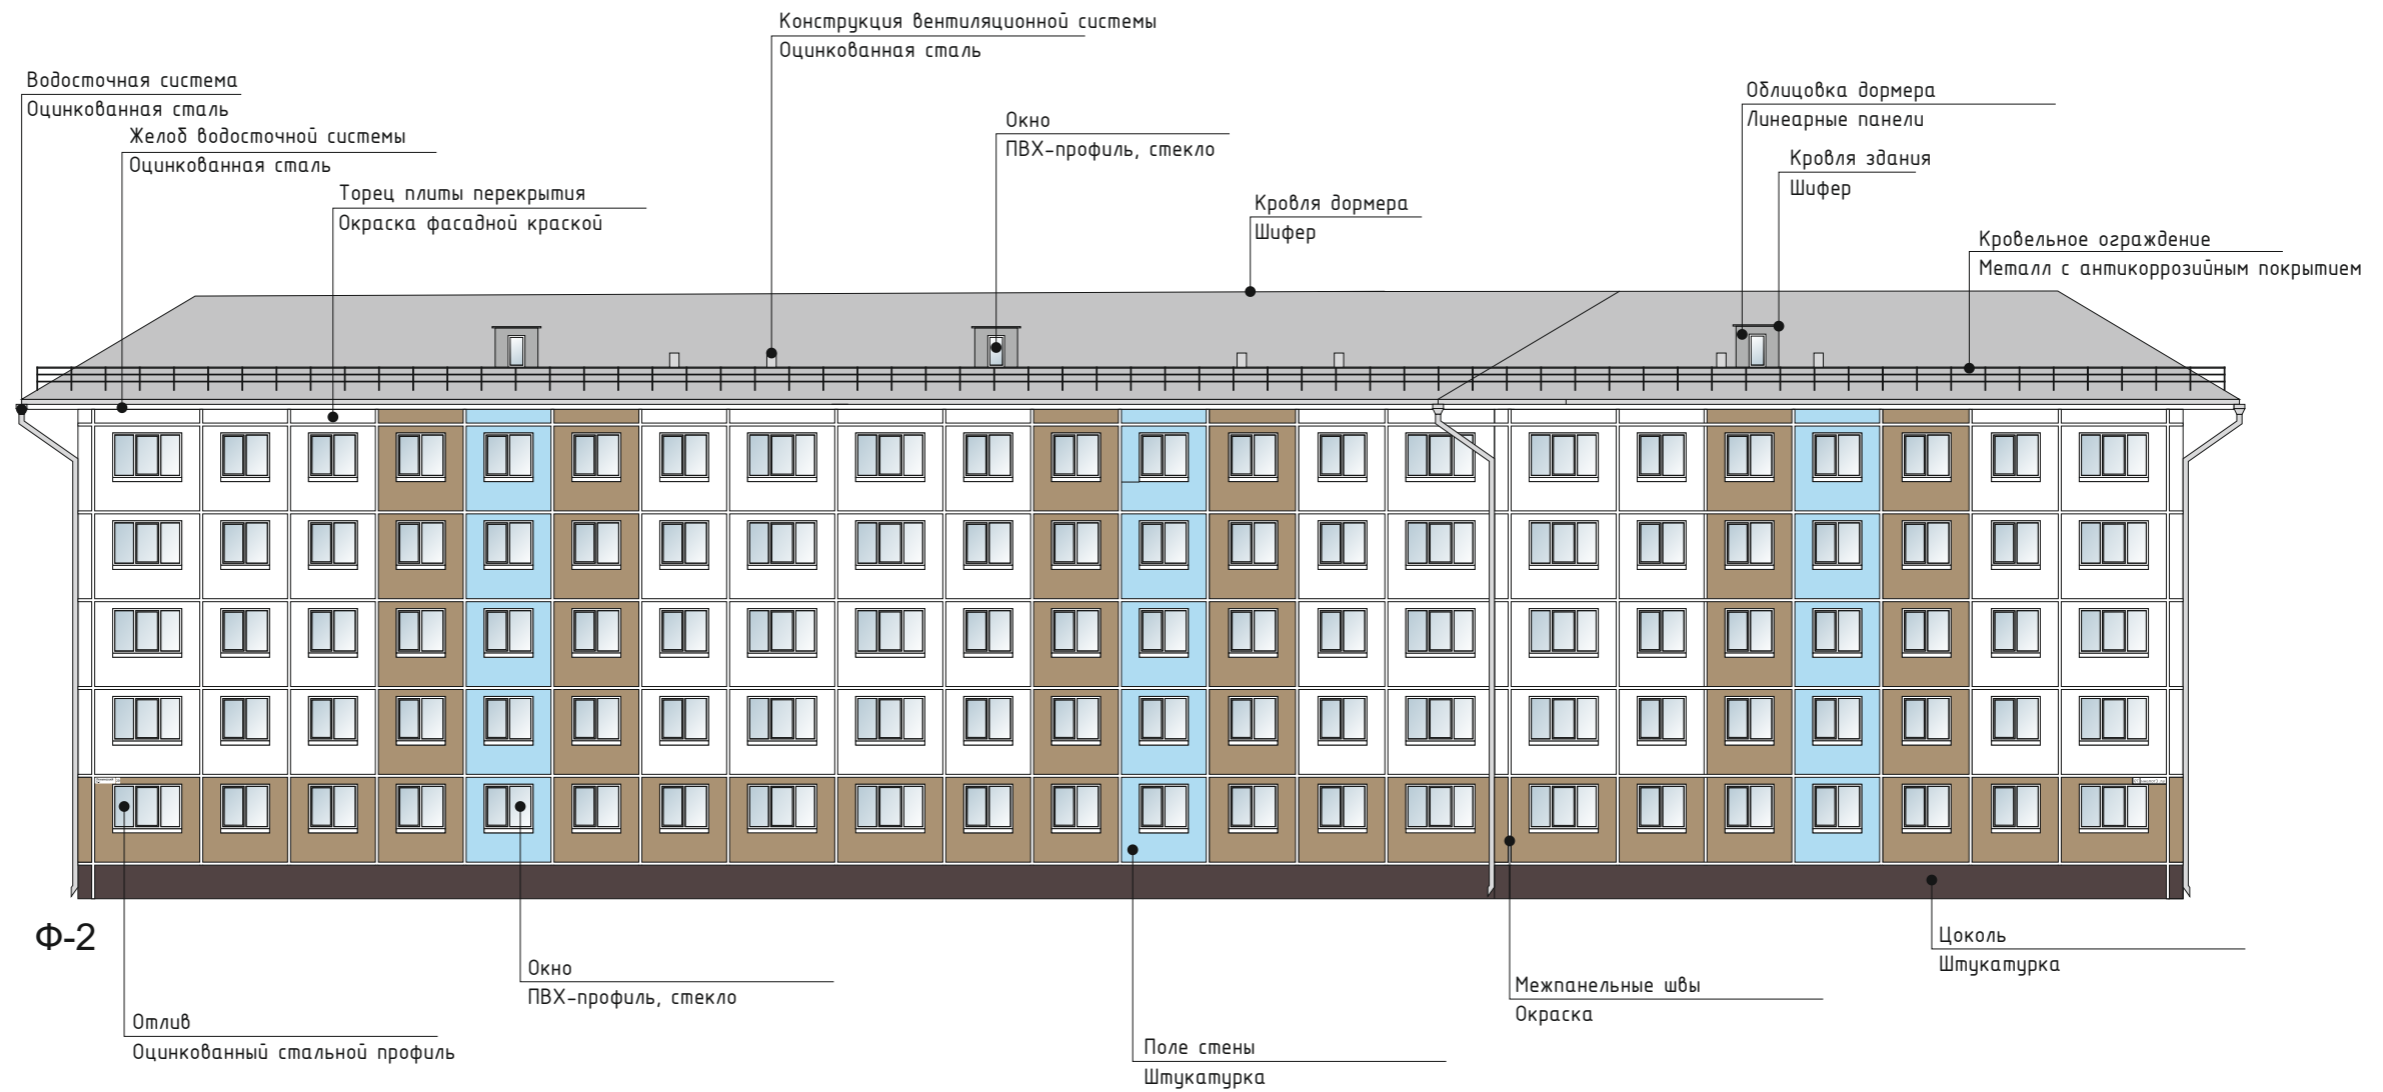 Конструкция вентиляционной системы
Оцинкованная сталь
Водосточная система
Оцинкованная сталь
Желоб водосточной системы
Оцинкованная сталь
Торец плиты перекрытия
Окраска фасадной краской
Окно
ПВХ-профиль, стекло
Кровля дормера
Шифер
Облицовка дормера
Линеарные панели
Кровля здания
Шифер
Кровельное ограждение
Металл с антикоррозийным покрытием
Ф-2
Отлив
Оцинкованный стальной профиль
Окно
ПВХ-профиль, стекло
Поле стены
Штукатурка
Межпанельные швы
Окраска
Цоколь
Штукатурка